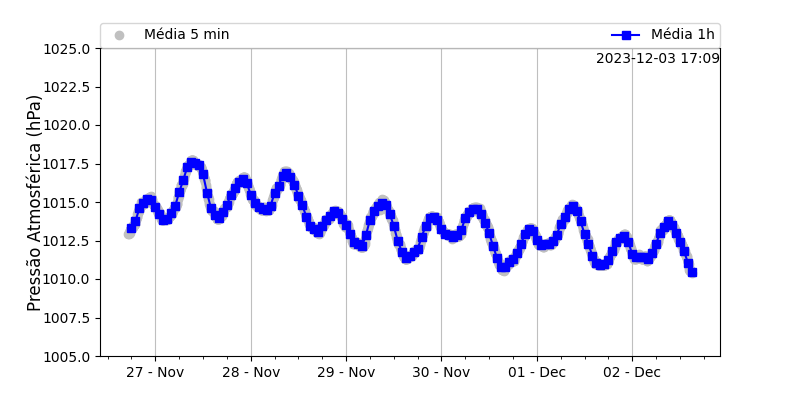 Média 5 min
Média 1h
2023-12-03 17:09
Pressão Atmosférica (hPa)
1025.0
1022.5
1020.0
1017.5
1015.0
1012.5
1010.0
1007.5
1005.0
27 - Nov
28 - Nov
29 - Nov
30 - Nov
01 - Dec
02 - Dec